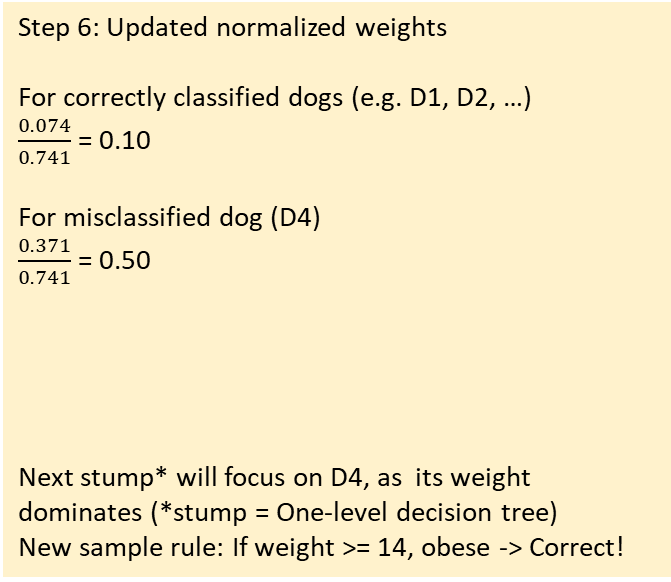 Step 6: Updated normalized weights
For correctly classified dogs (e.g. D1, D2, …)
0.074/0.741 = 0.10
For misclassified dog (D4)
0.371/0.741 = 0.50
Next stump* will focus on D4, as its weight
dominates (*stump = One-level decision tree)
New sample rule: If weight >= 14, obese -> Correct!